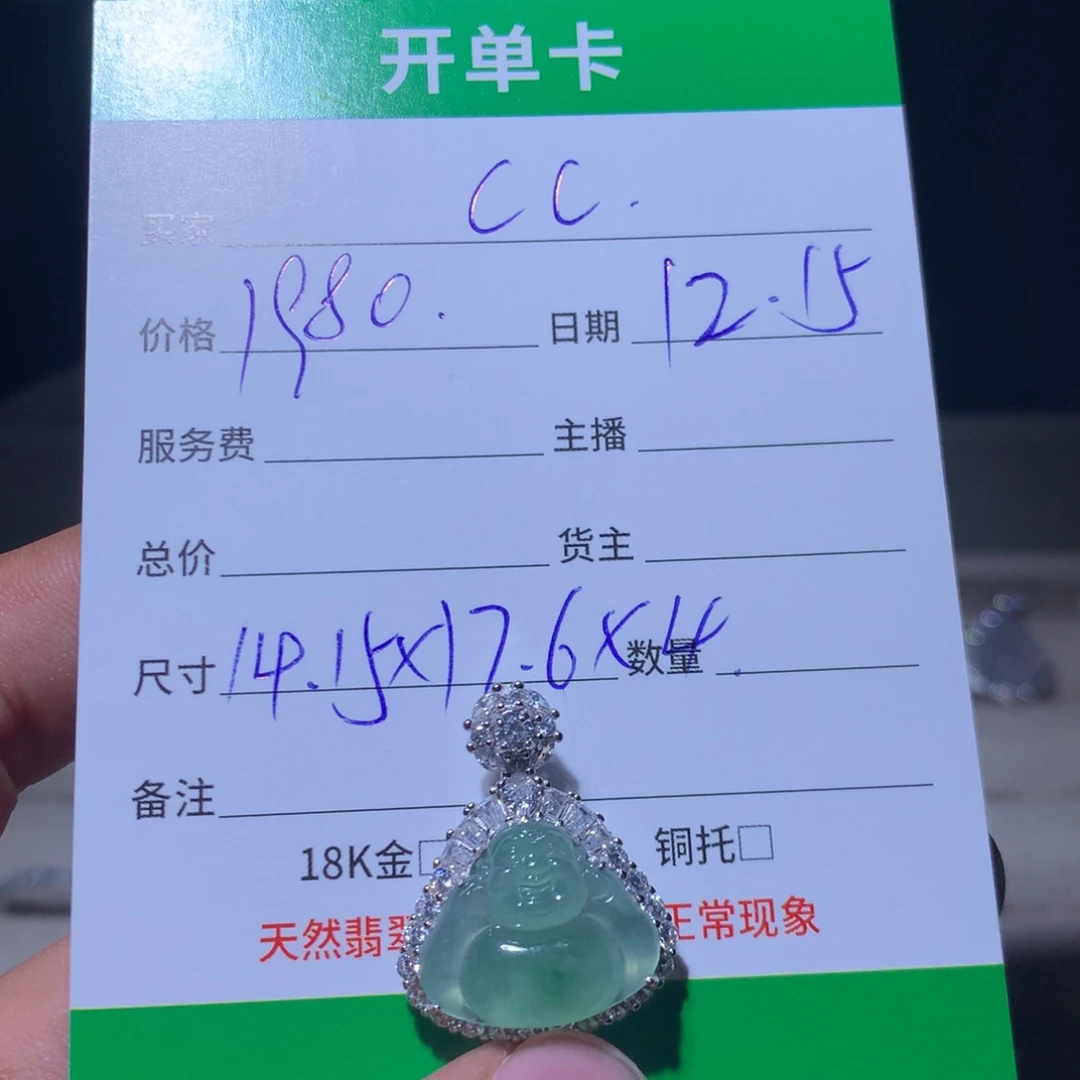 开单卡
买家 CC.
价格 1980. 日期 12.15
服务费 主播
总价 货主
尺寸 14.15x17.6x4. 数量
备注
18K金 铜托
天然翡翠 正常现象